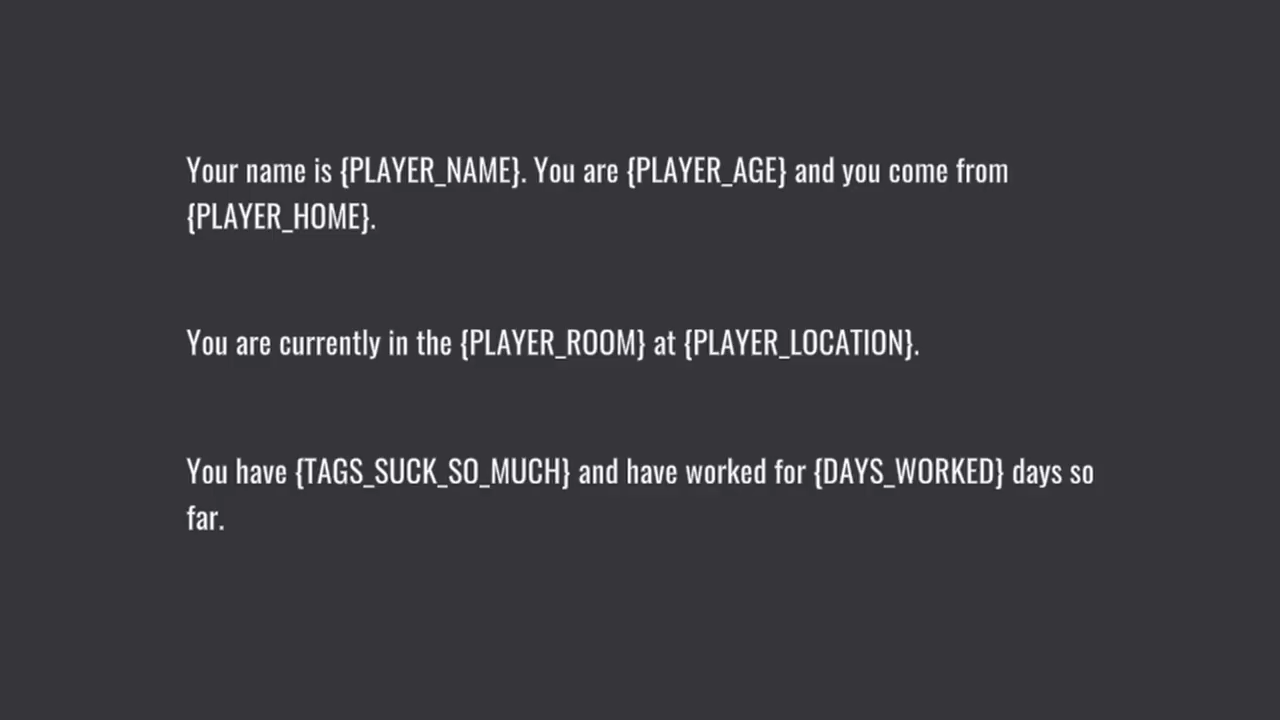 Your name is {PLAYER_NAME}. You are {PLAYER_AGE} and you come from
{PLAYER_HOME}.
You are currently in the {PLAYER_ROOM} at {PLAYER_LOCATION}.
You have {TAGS_SUCK_SO_MUCH} and have worked for {DAYS_WORKED} days so
far.